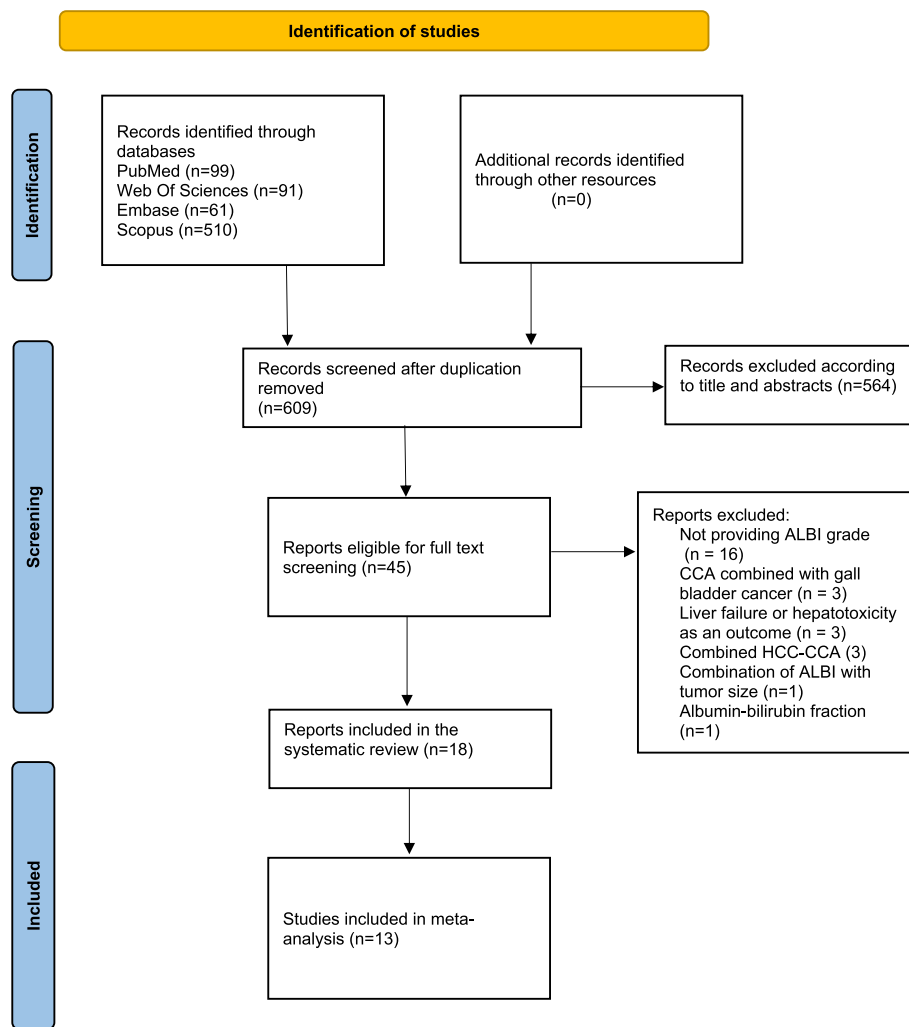 Identification of studies
Identification
Records identified through
databases
PubMed (n=99)
Web Of Sciences (n=91)
Embase (n=61)
Scopus (n=510)
Additional records identified
through other resources
(n=0)
Screening
Records screened after duplication
removed
(n=609)
Records excluded according
to title and abstracts (n=564)
Reports eligible for full text
screening (n=45)
Reports excluded:
Not providing ALBI grade
(n = 16)
CCA combined with gall
bladder cancer (n = 3)
Liver failure or hepatotoxicity
as an outcome (n = 3)
Combined HCC-CCA (3)
Combination of ALBI with
tumor size (n=1)
Albumin-bilirubin fraction
(n=1)
Reports included in the
systematic review (n=18)
Included
Studies included in meta-
analysis (n=13)